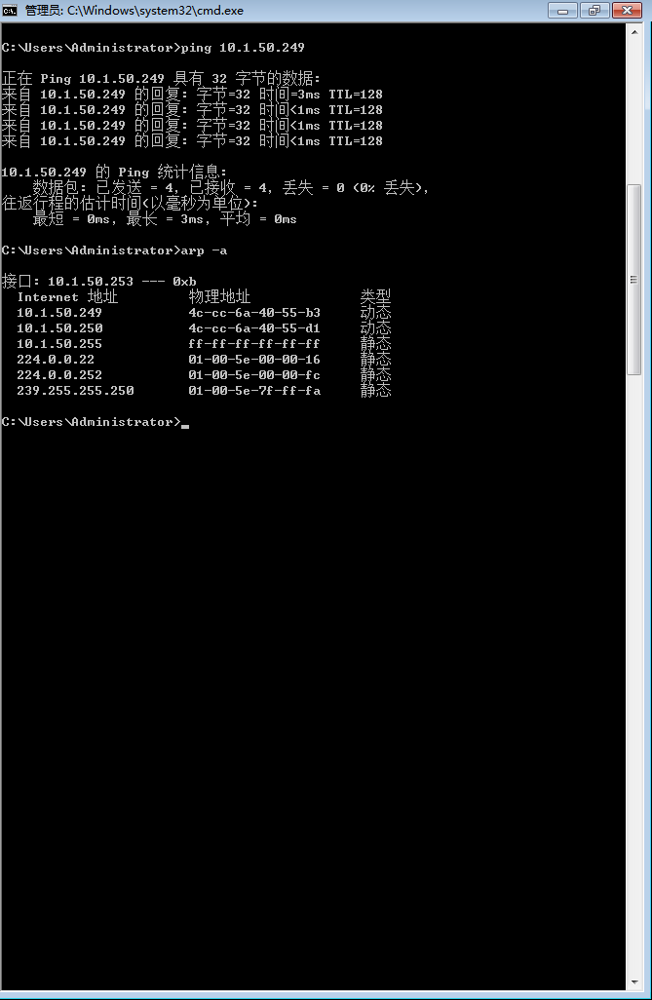 管理员: C:\Windows\system32\cmd.exe
C:\Users\Administrator>ping 10.1.50.249
正在 Ping 10.1.50.249 具有 32 字节的数据:
来自 10.1.50.249 的回复: 字节=32 时间=3ms TTL=128
来自 10.1.50.249 的回复: 字节=32 时间<1ms TTL=128
来自 10.1.50.249 的回复: 字节=32 时间<1ms TTL=128
来自 10.1.50.249 的回复: 字节=32 时间<1ms TTL=128
10.1.50.249 的 Ping 统计信息:
数据包: 已发送 = 4, 已接收 = 4, 丢失 = 0 (0% 丢失),
往返行程的估计时间(以毫秒为单位):
最短 = 0ms, 最长 = 3ms, 平均 = 0ms
C:\Users\Administrator>arp -a
接口: 10.1.50.253 --- 0xb
Internet 地址 物理地址 类型
10.1.50.249 4c-cc-6a-40-55-b3 动态
10.1.50.250 4c-cc-6a-40-55-d1 动态
10.1.50.255 ff-ff-ff-ff-ff-ff 静态
224.0.0.22 01-00-5e-00-00-16 静态
224.0.0.252 01-00-5e-00-00-fc 静态
239.255.255.250 01-00-5e-7f-ff-fa 静态
C:\Users\Administrator>